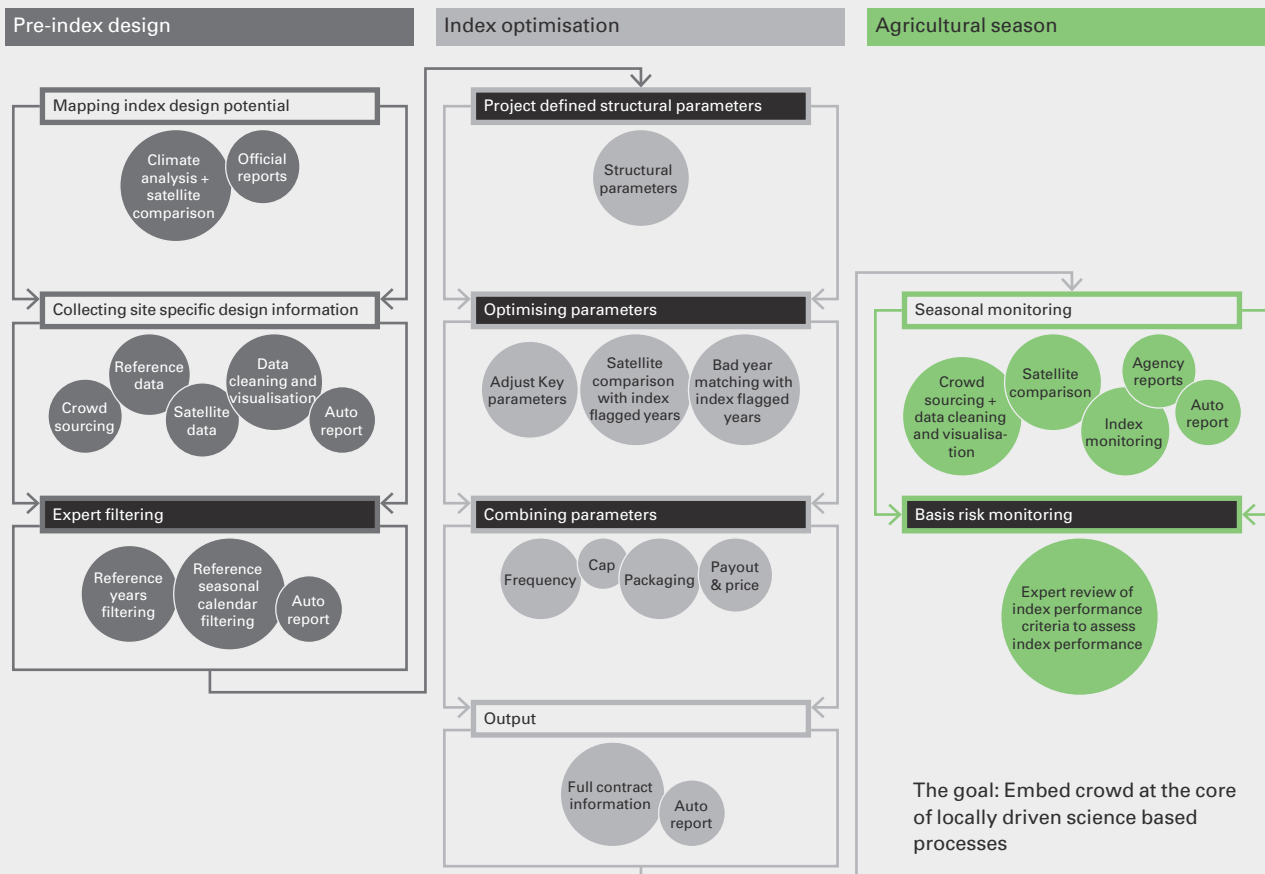 Pre-index design
Mapping index design potential
Climate
analysis +
satellite
comparison
Official
reports
Collecting site specific design information
Crowd
sourcing
Reference
data
Satellite
data
Data
cleaning and
visualisation
Auto
report
Expert filtering
Reference
years
filtering
Reference
seasonal
calendar
filtering
Auto
report
Index optimisation
Project defined structural parameters
Structural
parameters
Optimising parameters
Adjust Key
parameters
Satellite
comparison
with index
flagged years
Bad year
matching with
index flagged
years
Combining parameters
Frequency
Cap
Packaging
Payout
& price
Output
Full contract
information
Auto
report
Agricultural season
Seasonal monitoring
Crowd
sourcing +
data cleaning
and visualisa-
tion
Satellite
comparison
Index
monitoring
Agency
reports
Auto
report
Basis risk monitoring
Expert review of
index performance
criteria to assess
index performance
The goal: Embed crowd at the core
of locally driven science based
processes